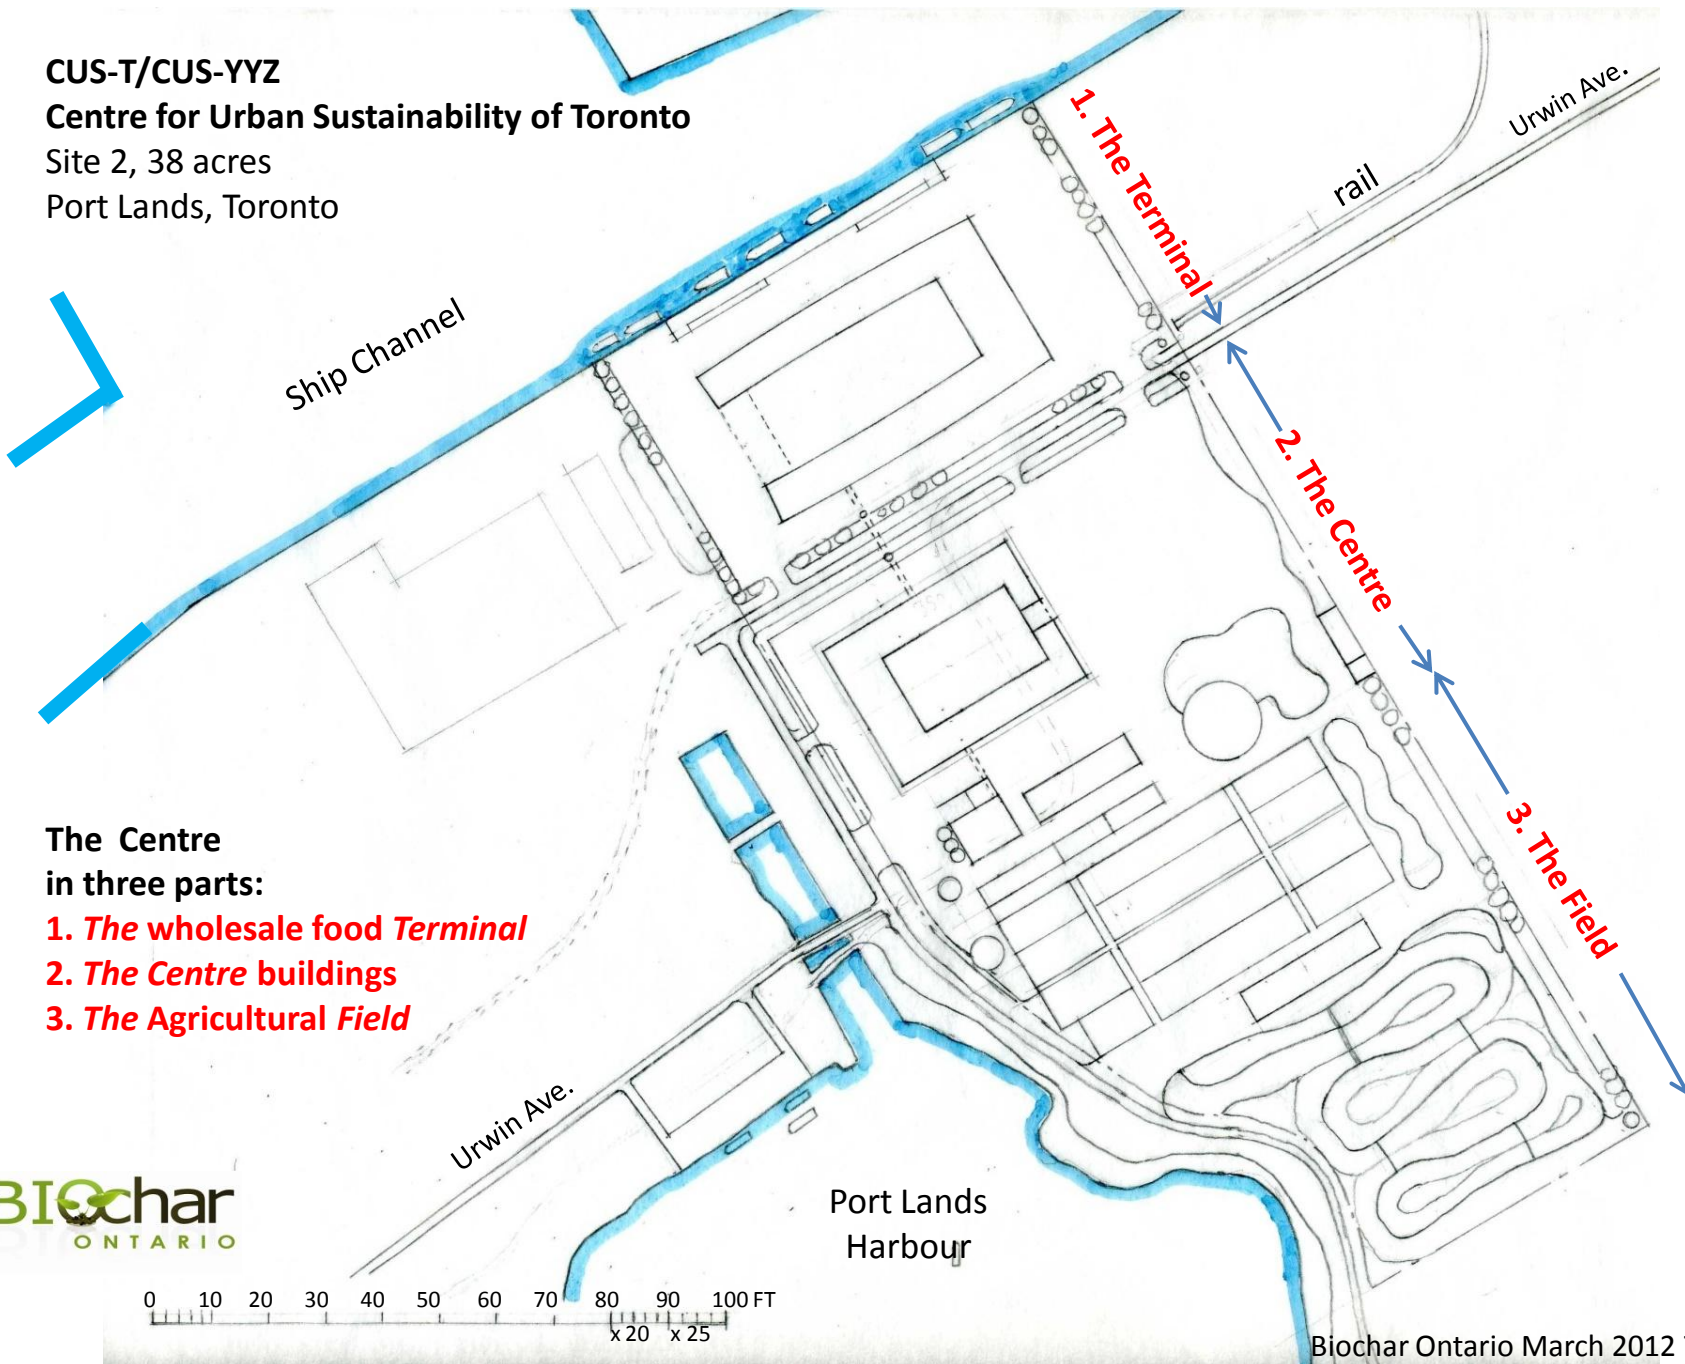 CUS-T/CUS-YYZ
Centre for Urban Sustainability of Toronto
Site 2, 38 acres
Port Lands, Toronto
Urwin Ave.
1. The Terminal
rail
Ship Channel
2. The Centre
3. The Field
The Centre
in three parts:
1. The wholesale food Terminal
2. The Centre buildings
3. The Agricultural Field
Urwin Ave.
BIOchar
ONTARIO
Port Lands
Harbour
0 10 20 30 40 50 60 70 80 90 100 FT
x 20 x 25
Biochar Ontario March 2012